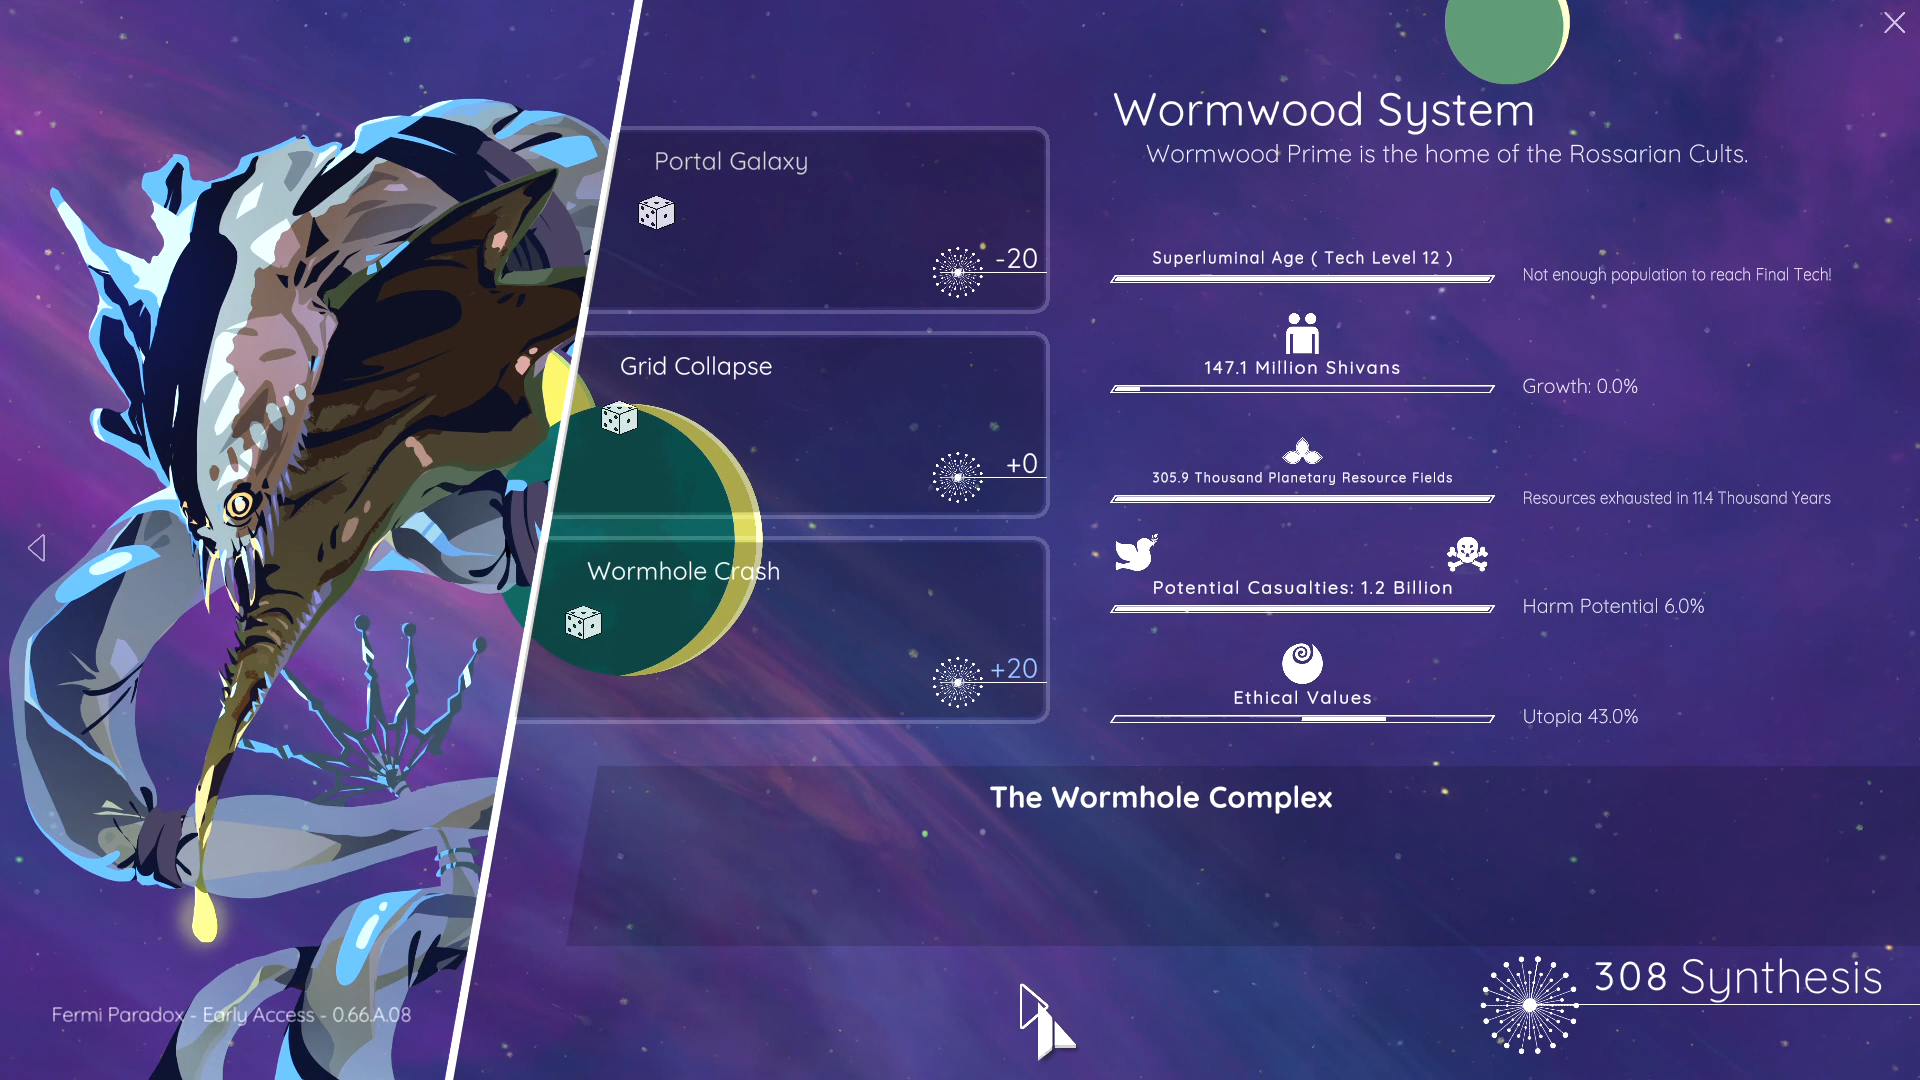 Portal Galaxy
-20
Grid Collapse
+0
Wormhole Crash
+20
Wormwood System
Wormwood Prime is the home of the Rossarian Cults.
Superluminal Age ( Tech Level 12 )
Not enough population to reach Final Tech!
147.1 Million Shivans
Growth: 0.0%
305.9 Thousand Planetary Resource Fields
Resources exhausted in 11.4 Thousand Years
Potential Casualties: 1.2 Billion
Harm Potential 6.0%
Ethical Values
Utopia 43.0%
The Wormhole Complex
308 Synthesis
Fermi Paradox - Early Access - 0.66.A.08